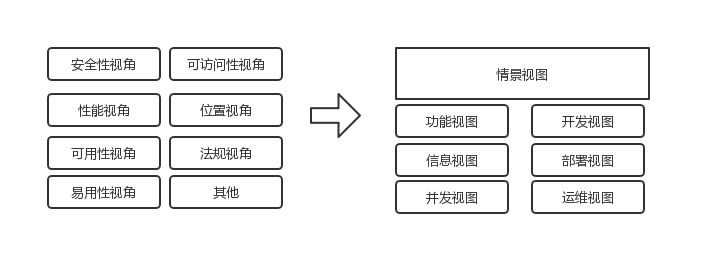 安全性视角
可访问性视角
性能视角
位置视角
可用性视角
法规视角
易用性视角
其他
情景视图
功能视图
开发视图
信息视图
部署视图
并发视图
运维视图